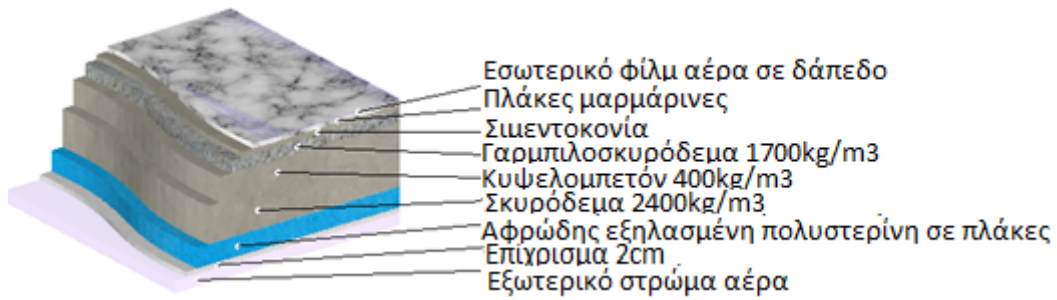 Εσωτερικό φίλμ αέρα σε δάπεδο
Πλάκες μαρμάρινες
Σιμεντοκονία
Γαρμπιλοσκυρόδεμα 1700kg/m3
Κυψελομπετόν 400kg/m3
Σκυρόδεμα 2400kg/m3
Αφρώδης εξηλασμένη πολυστερίνη σε πλάκες
Επίχρισμα 2cm
Εξωτερικό στρώμα αέρα